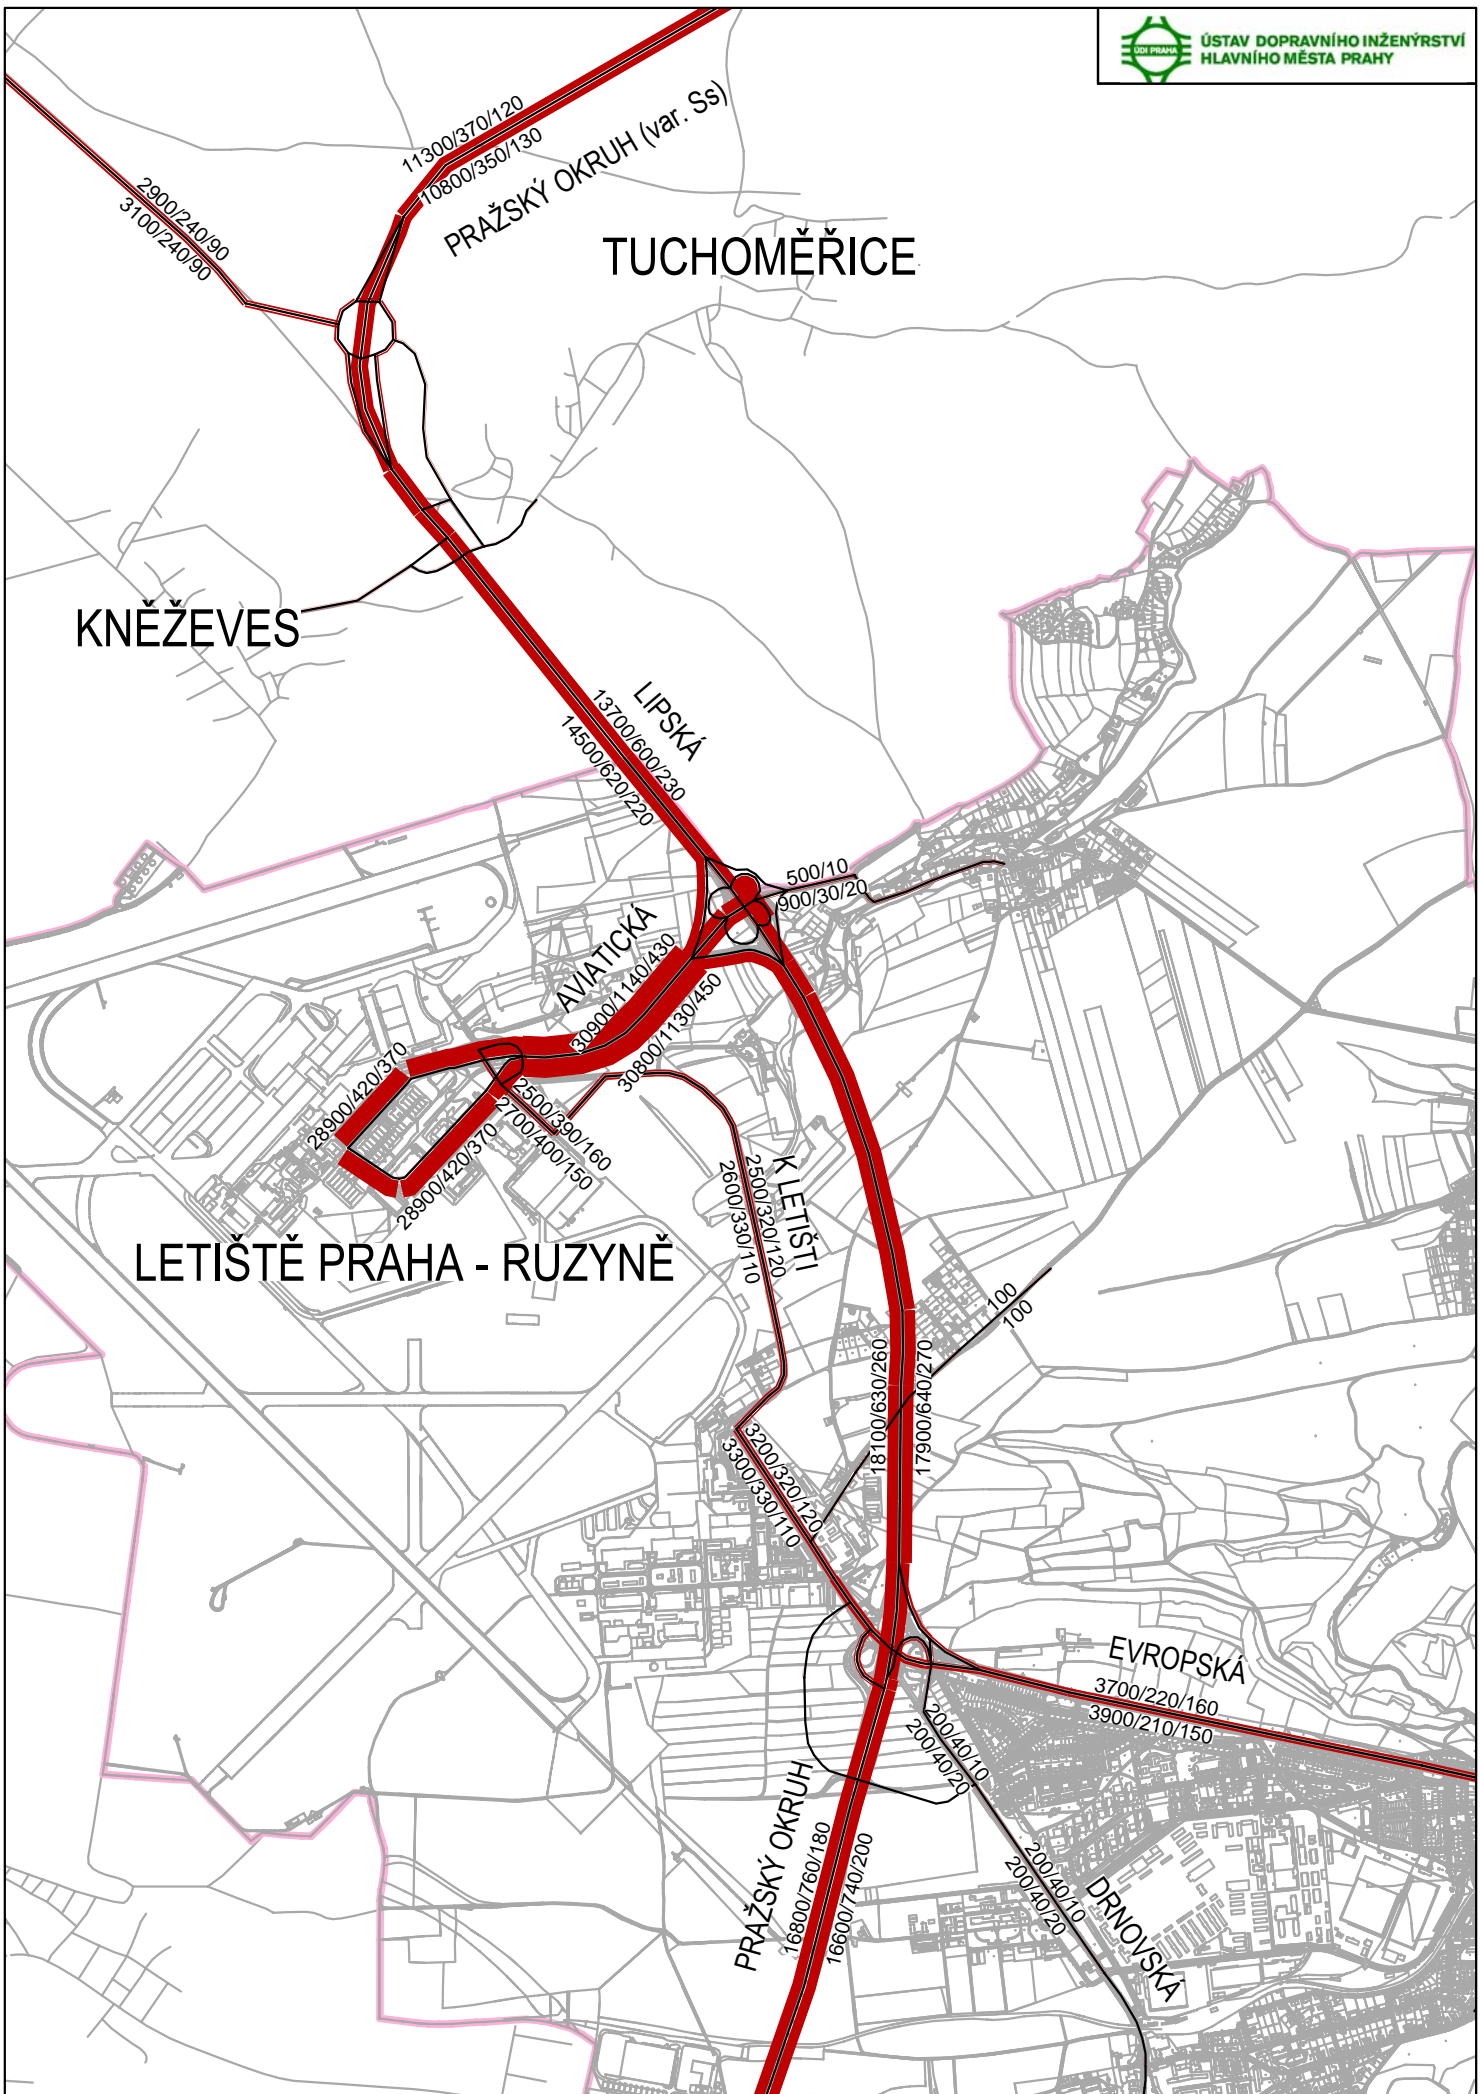 ÚDI PRAHA
ÚSTAV DOPRAVNÍHO INŽENÝRSTVÍ
HLAVNÍHO MĚSTA PRAHY
11300/370/120
10800/350/130
PRAŽSKÝ OKRUH (var. Ss)
2900/240/90
3100/240/90
TUCHOMĚŘICE
KNĚŽEVES
LIPSKÁ
13700/600/230
14500/620/220
500/10
900/30/20
AVIATICKÁ
30900/1140/430
30800/1130/450
28900/420/370
28900/420/370
2500/390/160
2700/400/150
K LETIŠTI
2500/320/120
2600/330/110
LETIŠTĚ PRAHA - RUZYNĚ
100
100
18100/630/260
17900/640/270
3200/320/120
3300/330/110
EVROPSKÁ
3700/220/160
3900/210/150
200/40/10
200/40/20
PRAŽSKÝ OKRUH
16800/760/180
16600/740/200
200/40/10
200/40/20
DRNOVSKÁ